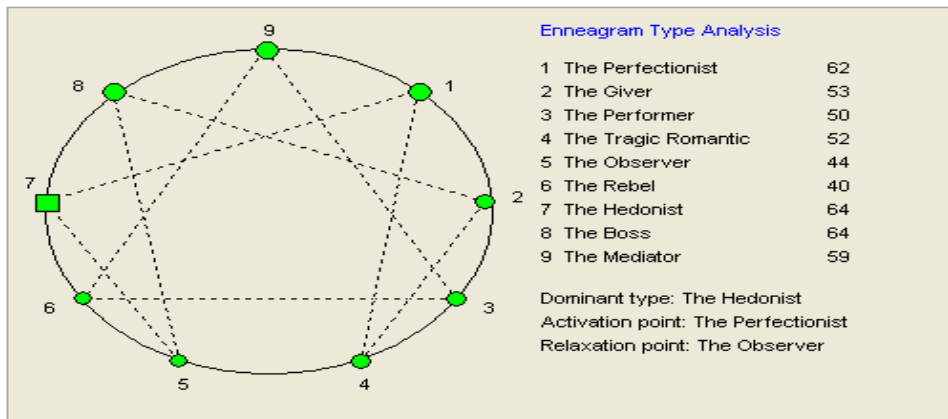 Enneagram Type Analysis
1 The Perfectionist 62
2 The Giver 53
3 The Performer 50
4 The Tragic Romantic 52
5 The Observer 44
6 The Rebel 40
7 The Hedonist 64
8 The Boss 64
9 The Mediator 59
Dominant type: The Hedonist
Activation point: The Perfectionist
Relaxation point: The Observer
9
8
1
7
2
6
3
5
4